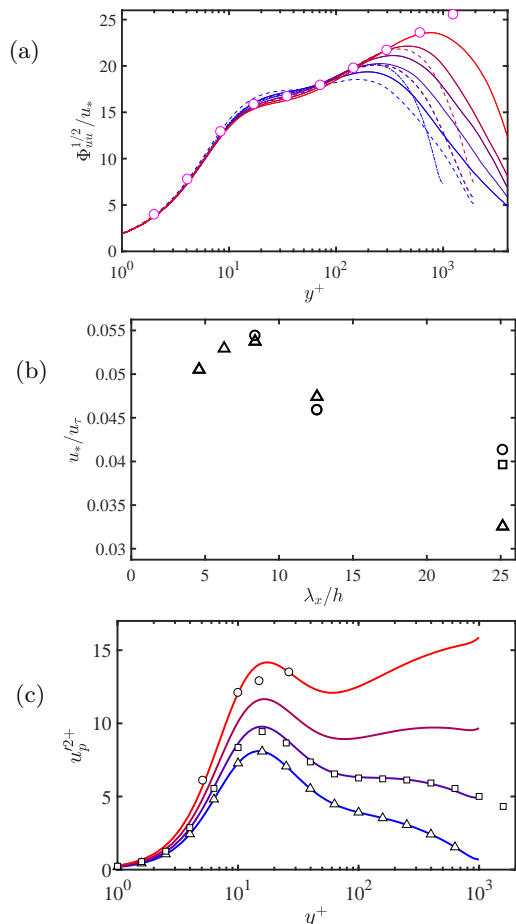 (a)
25
20
15
10
5
0
Φ_{uu}^{1/2}/u_*
10^0 10^1 10^2 10^3
y^+
(b)
0.055
0.05
0.045
0.04
0.035
0.03
u_*/u_τ
0 5 10 15 20 25
λ_x/h
(c)
15
10
5
0
u_p'^{2+}
10^0 10^1 10^2 10^3
y^+